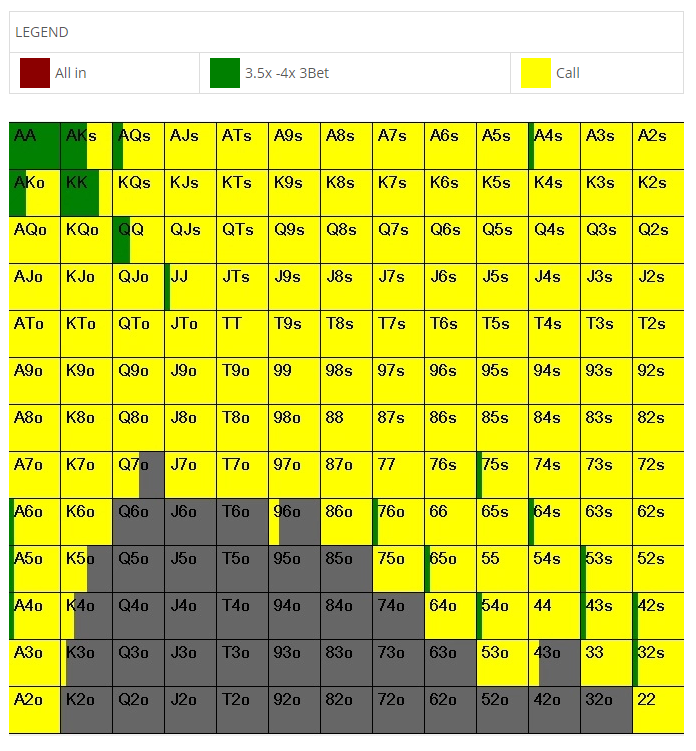 LEGEND
All in 3.5x -4x 3Bet Call
AA AKs AQs AJs ATs A9s A8s A7s A6s A5s A4s A3s A2s
AKo KK KQs KJs KTs K9s K8s K7s K6s K5s K4s K3s K2s
AQo KQo QQ QJs QTs Q9s Q8s Q7s Q6s Q5s Q4s Q3s Q2s
AJo KJo QJo JJ JTs J9s J8s J7s J6s J5s J4s J3s J2s
ATo KTo QTo JTo TT T9s T8s T7s T6s T5s T4s T3s T2s
A9o K9o Q9o J9o T9o 99 98s 97s 96s 95s 94s 93s 92s
A8o K8o Q8o J8o T8o 98o 88 87s 86s 85s 84s 83s 82s
A7o K7o Q7o J7o T7o 97o 87o 77 76s 75s 74s 73s 72s
A6o K6o Q6o J6o T6o 96o 86o 76o 66 65s 64s 63s 62s
A5o K5o Q5o J5o T5o 95o 85o 75o 65o 55 54s 53s 52s
A4o K4o Q4o J4o T4o 94o 84o 74o 64o 54o 44 43s 42s
A3o K3o Q3o J3o T3o 93o 83o 73o 63o 53o 43o 33 32s
A2o K2o Q2o J2o T2o 92o 82o 72o 62o 52o 42o 32o 22